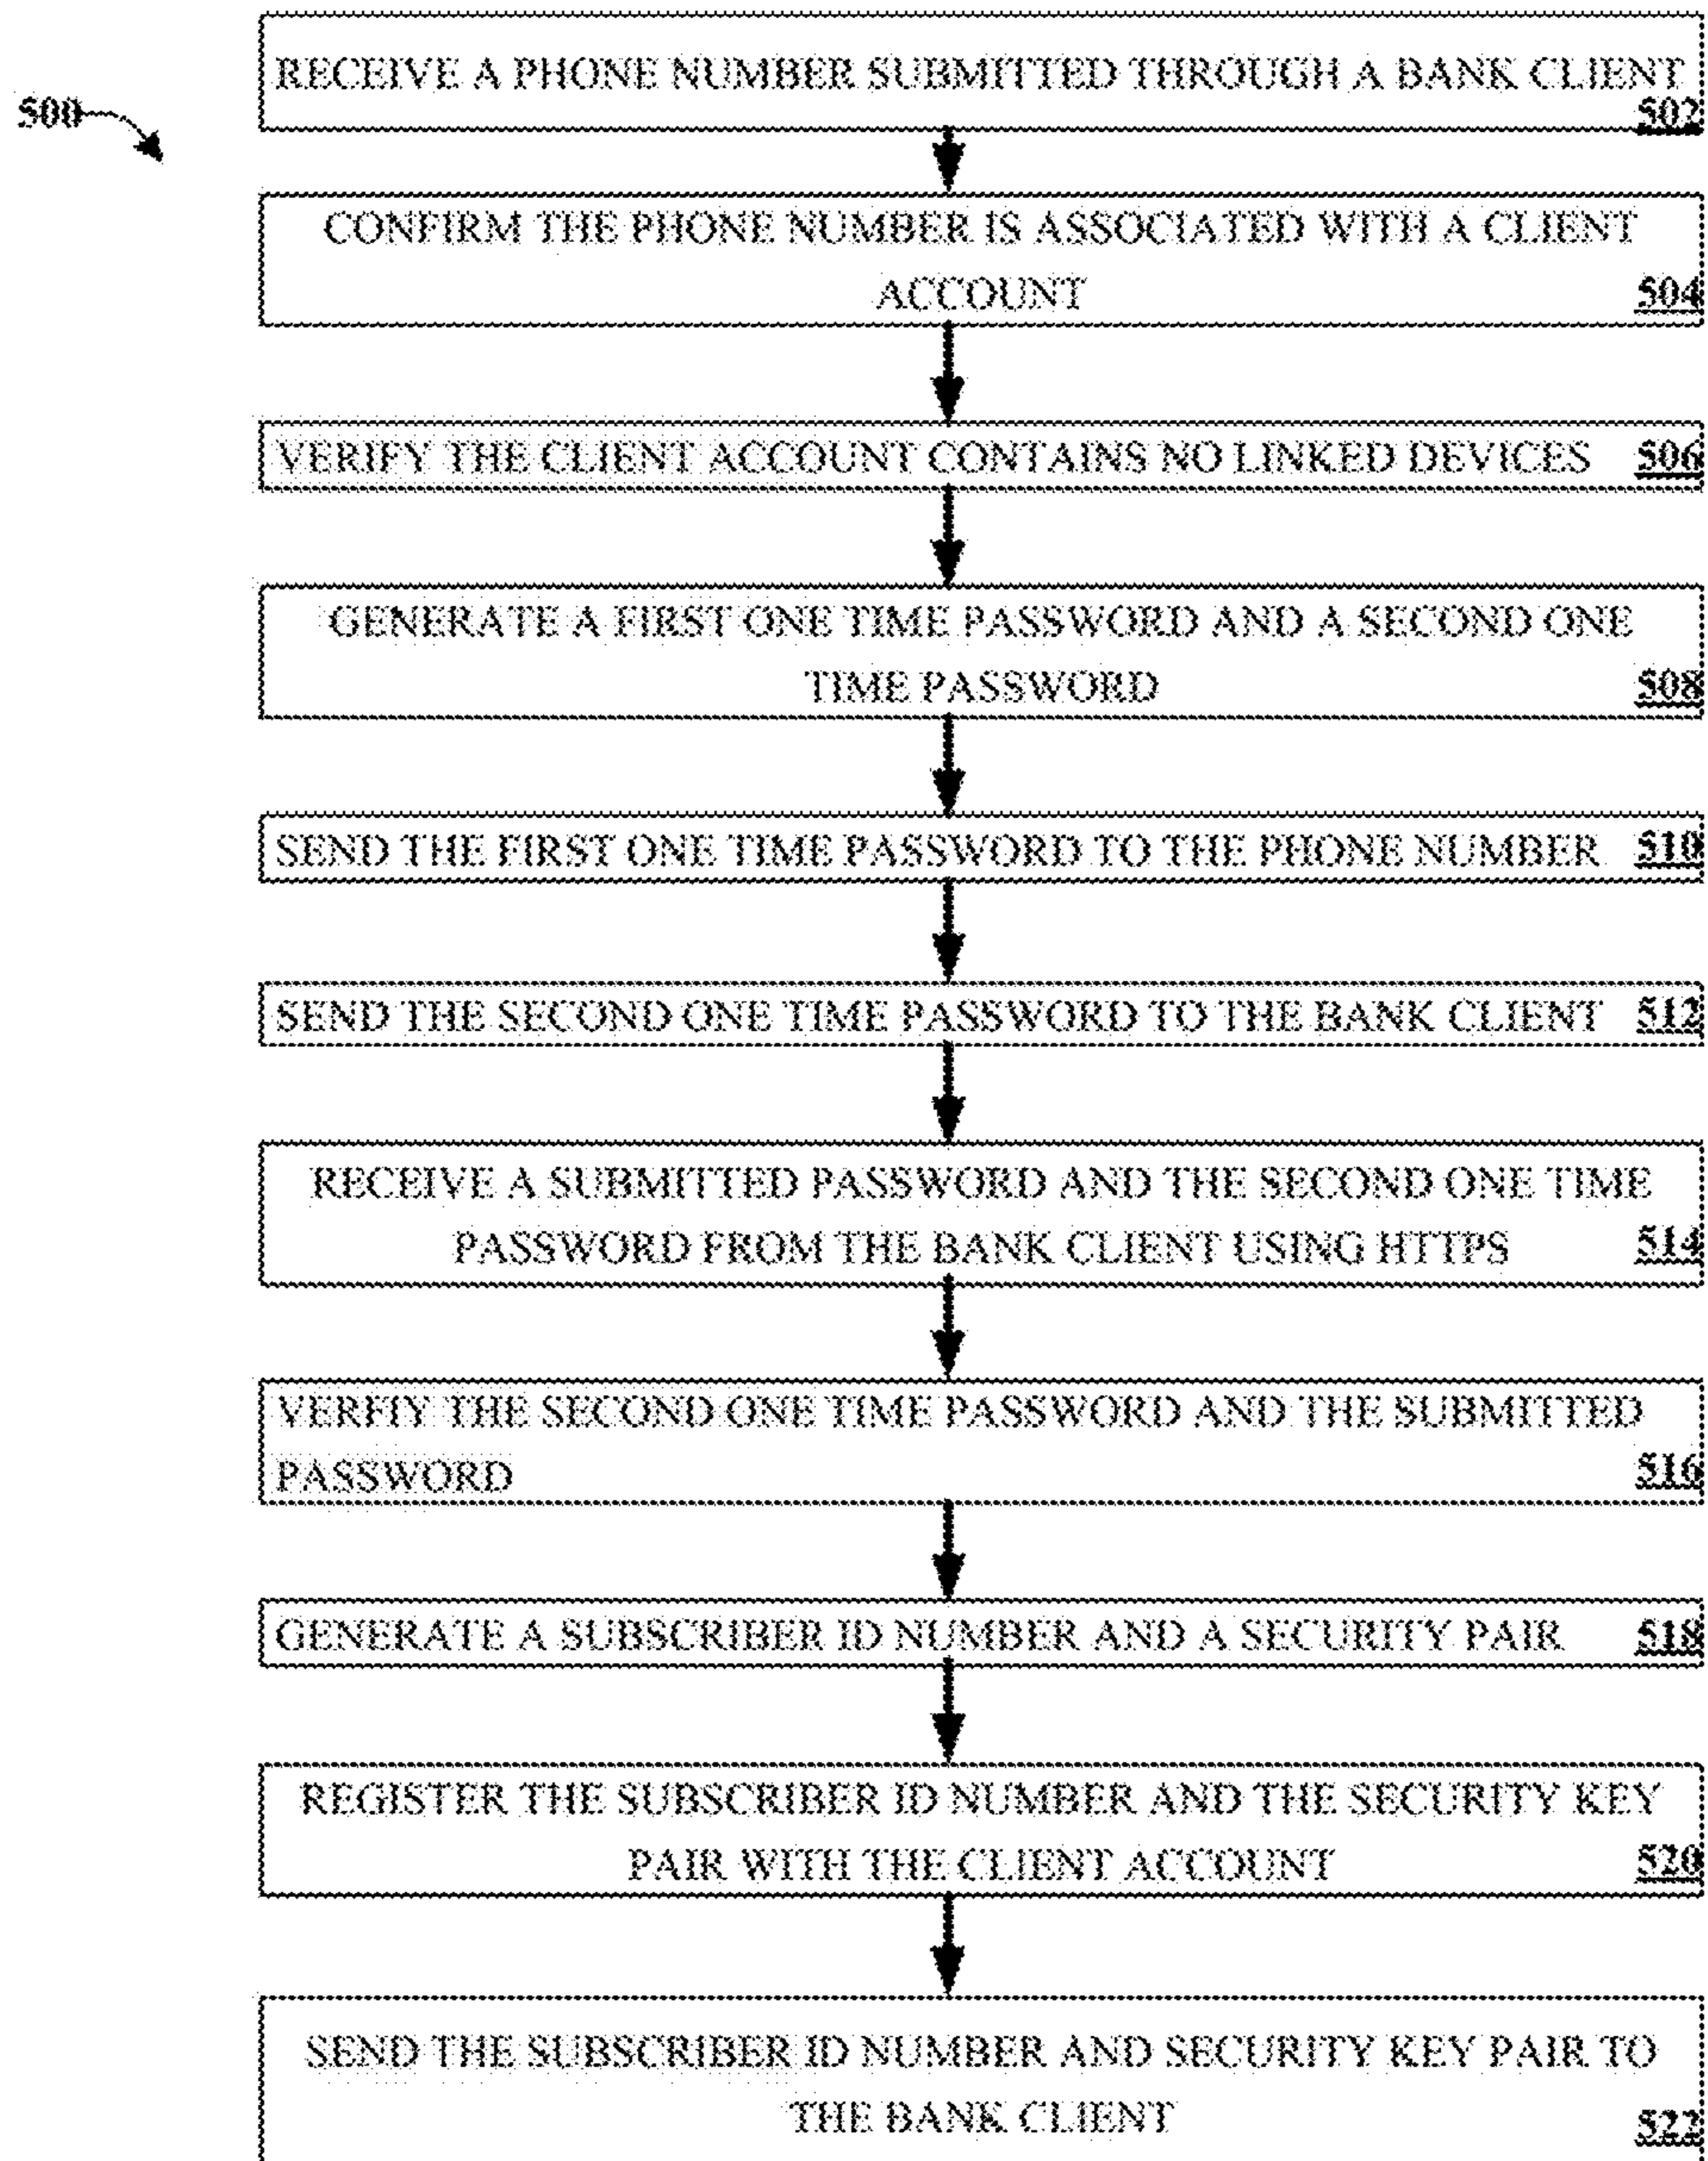 RECEIVE A PHONE NUMBER SUBMITTED THROUGH A BANK CLIENT
502
500
CONFIRM THE PHONE NUMBER IS ASSOCIATED WITH A CLIENT
ACCOUNT 504
VERIFY THE CLIENT ACCOUNT CONTAINS NO LINKED DEVICES 506
GENERATE A FIRST ONE TIME PASSWORD AND A SECOND ONE
TIME PASSWORD 508
SEND THE FIRST ONE TIME PASSWORD TO THE PHONE NUMBER 510
SEND THE SECOND ONE TIME PASSWORD TO THE BANK CLIENT 512
RECEIVE A SUBMITTED PASSWORD AND THE SECOND ONE TIME
PASSWORD FROM THE BANK CLIENT USING HTTPS 514
VERFIY THE SECOND ONE TIME PASSWORD AND THE SUBMITTED
PASSWORD 516
GENERATE A SUBSCRIBER ID NUMBER AND A SECURITY PAIR 518
REGISTER THE SUBSCRIBER ID NUMBER AND THE SECURITY KEY
PAIR WITH THE CLIENT ACCOUNT 520
SEND THE SUBSCRIBER ID NUMBER AND SECURITY KEY PAIR TO
THE BANK CLIENT 522